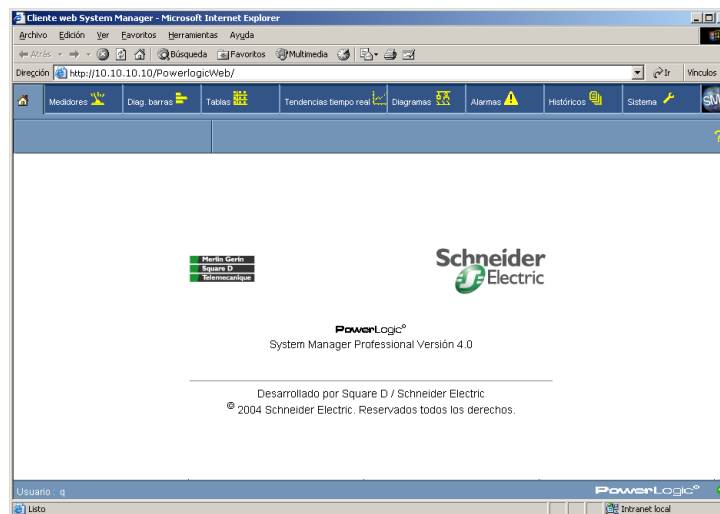 Cliente web System Manager - Microsoft Internet Explorer
Archivo Edición Ver Favoritos Herramientas Ayuda
Atrás Búsqueda Favoritos Multimedia
Dirección http://10.10.10.10/PowerlogicWeb/ Ir Vínculos
Medidores Diag. barras Tablas Tendencias tiempo real Diagramas Alarmas Históricos Sistema SM
?
Merlin Gerin
Square D
Telemecanique
Schneider
Electric
PowerLogic®
System Manager Professional Versión 4.0
Desarrollado por Square D / Schneider Electric
© 2004 Schneider Electric. Reservados todos los derechos.
Usuario : q PowerLogic®
Listo Intranet local